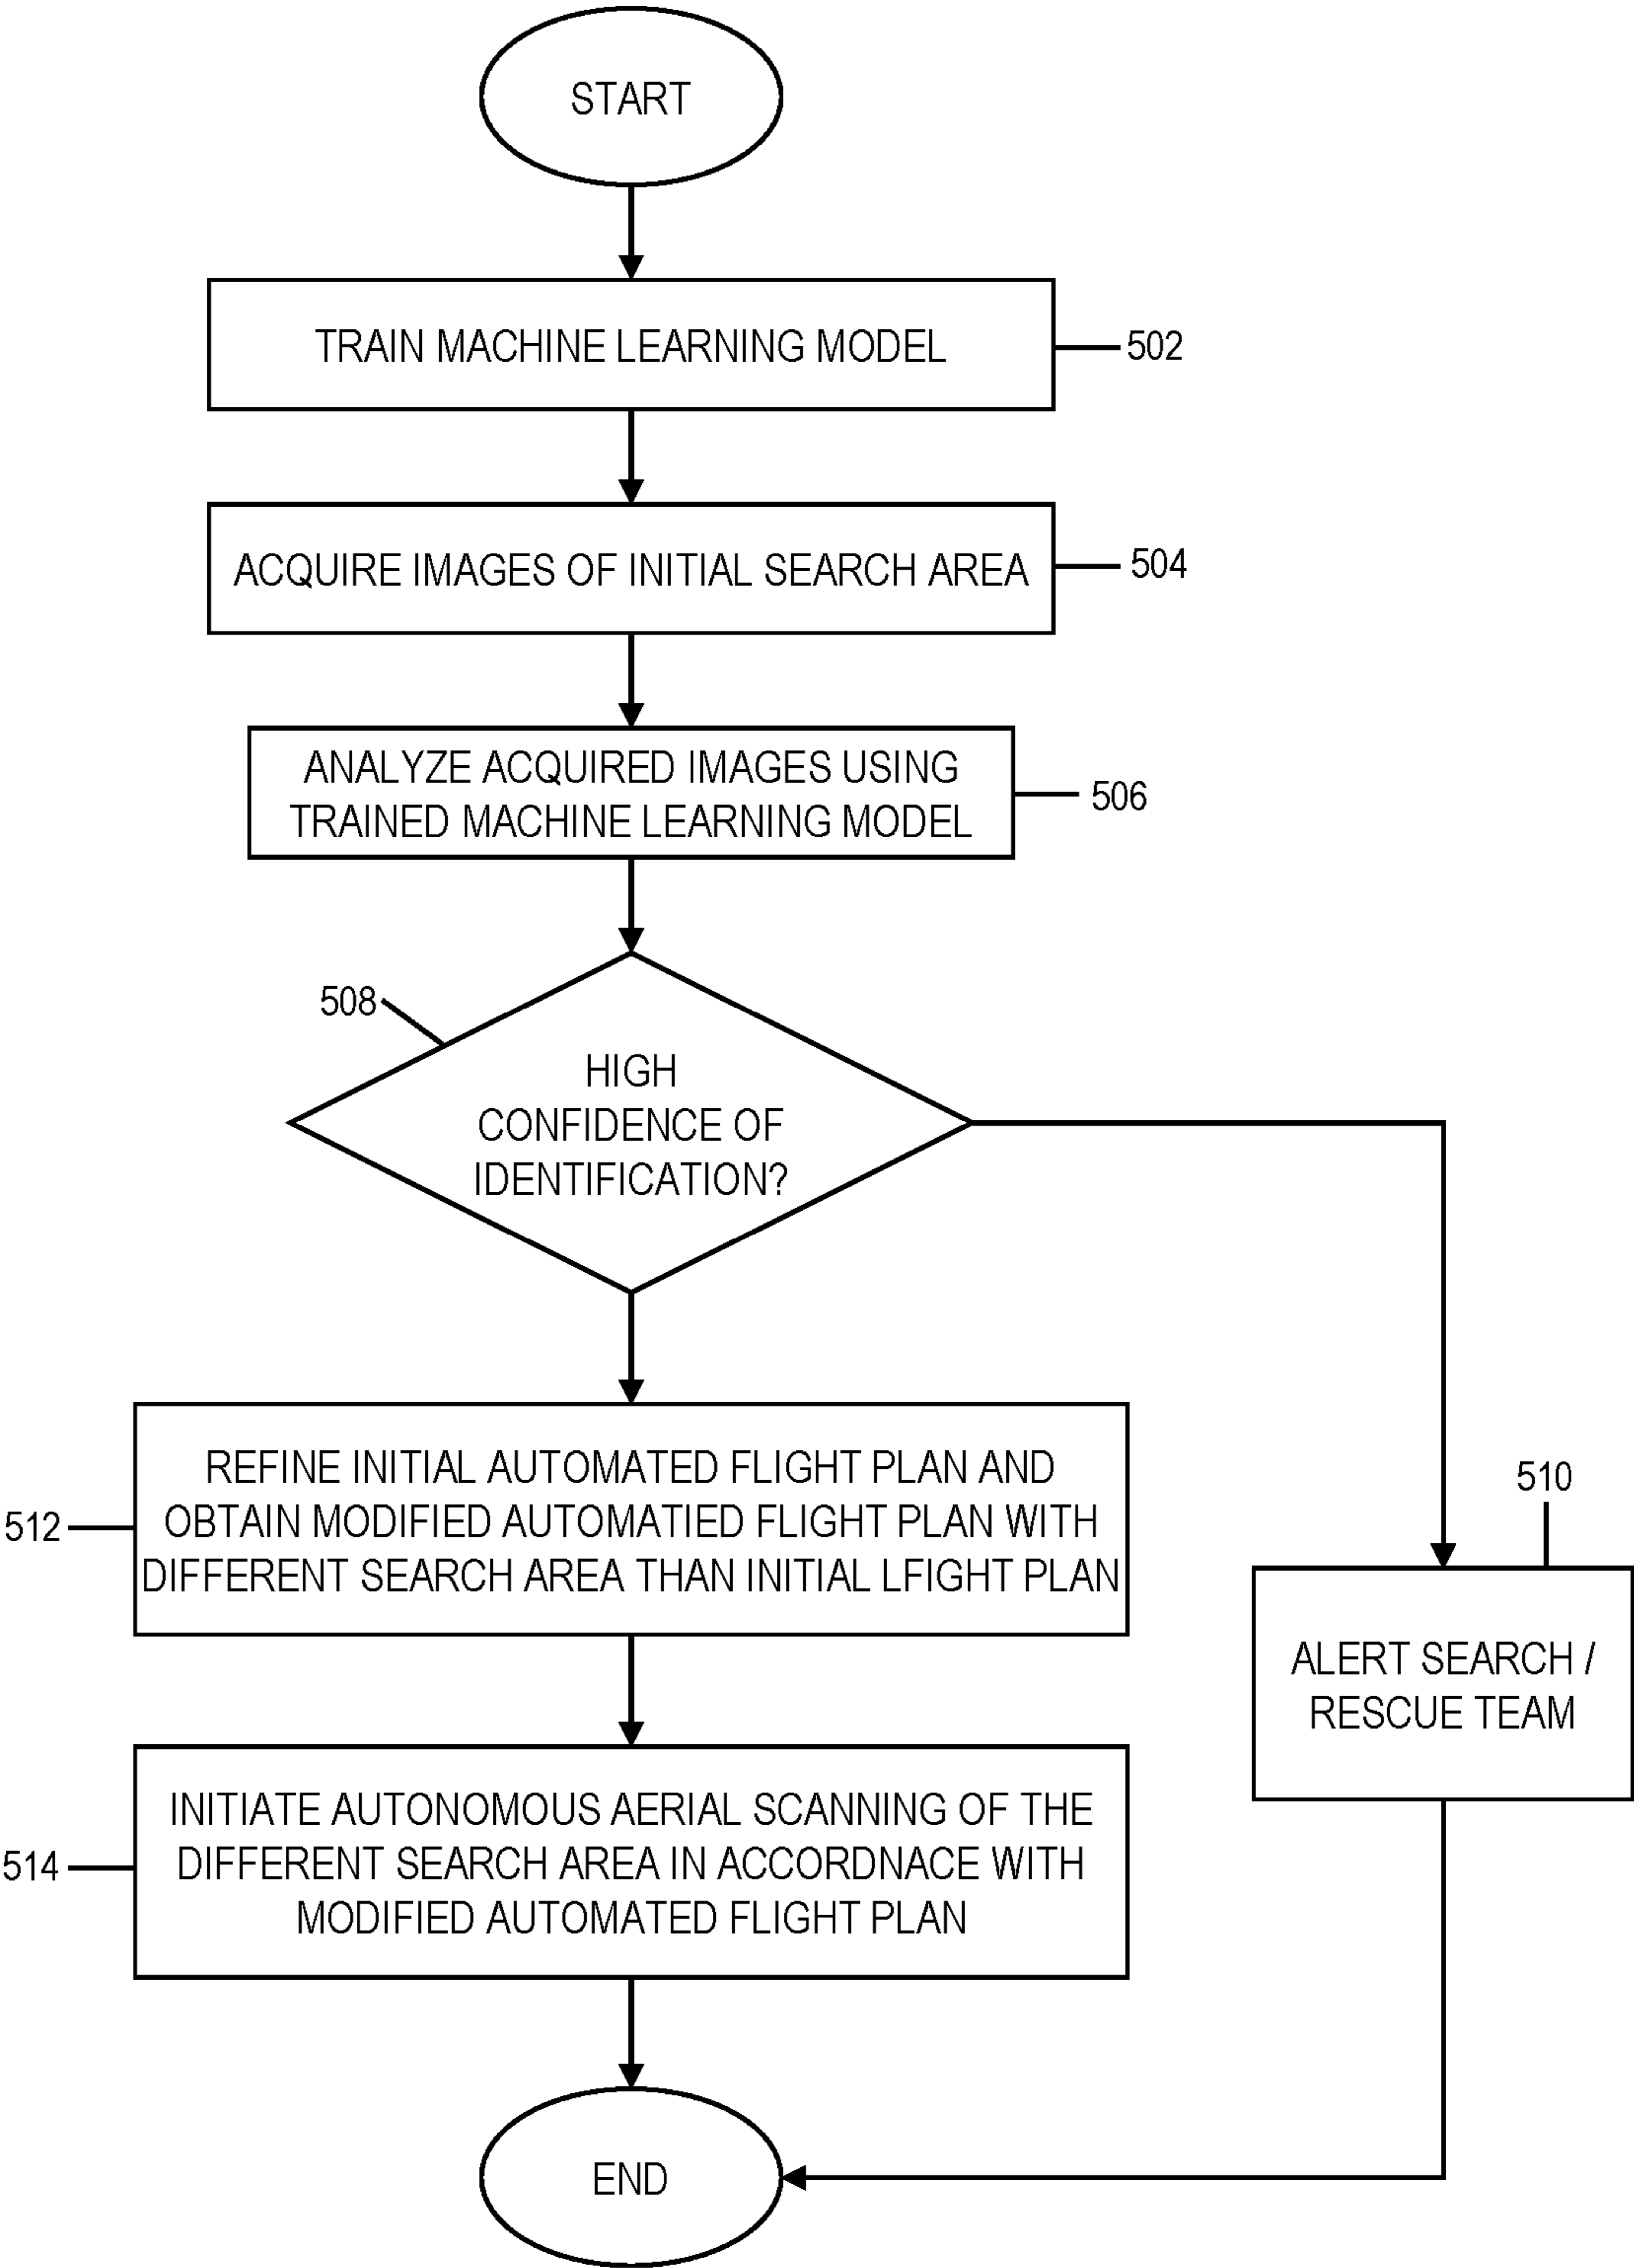 START
TRAIN MACHINE LEARNING MODEL
502
ACQUIRE IMAGES OF INITIAL SEARCH AREA
504
ANALYZE ACQUIRED IMAGES USING
TRAINED MACHINE LEARNING MODEL
506
508
HIGH
CONFIDENCE OF
IDENTIFICATION?
512
REFINE INITIAL AUTOMATED FLIGHT PLAN AND
OBTAIN MODIFIED AUTOMATIED FLIGHT PLAN WITH
DIFFERENT SEARCH AREA THAN INITIAL LFIGHT PLAN
510
ALERT SEARCH /
RESCUE TEAM
514
INITIATE AUTONOMOUS AERIAL SCANNING OF THE
DIFFERENT SEARCH AREA IN ACCORDNACE WITH
MODIFIED AUTOMATED FLIGHT PLAN
END